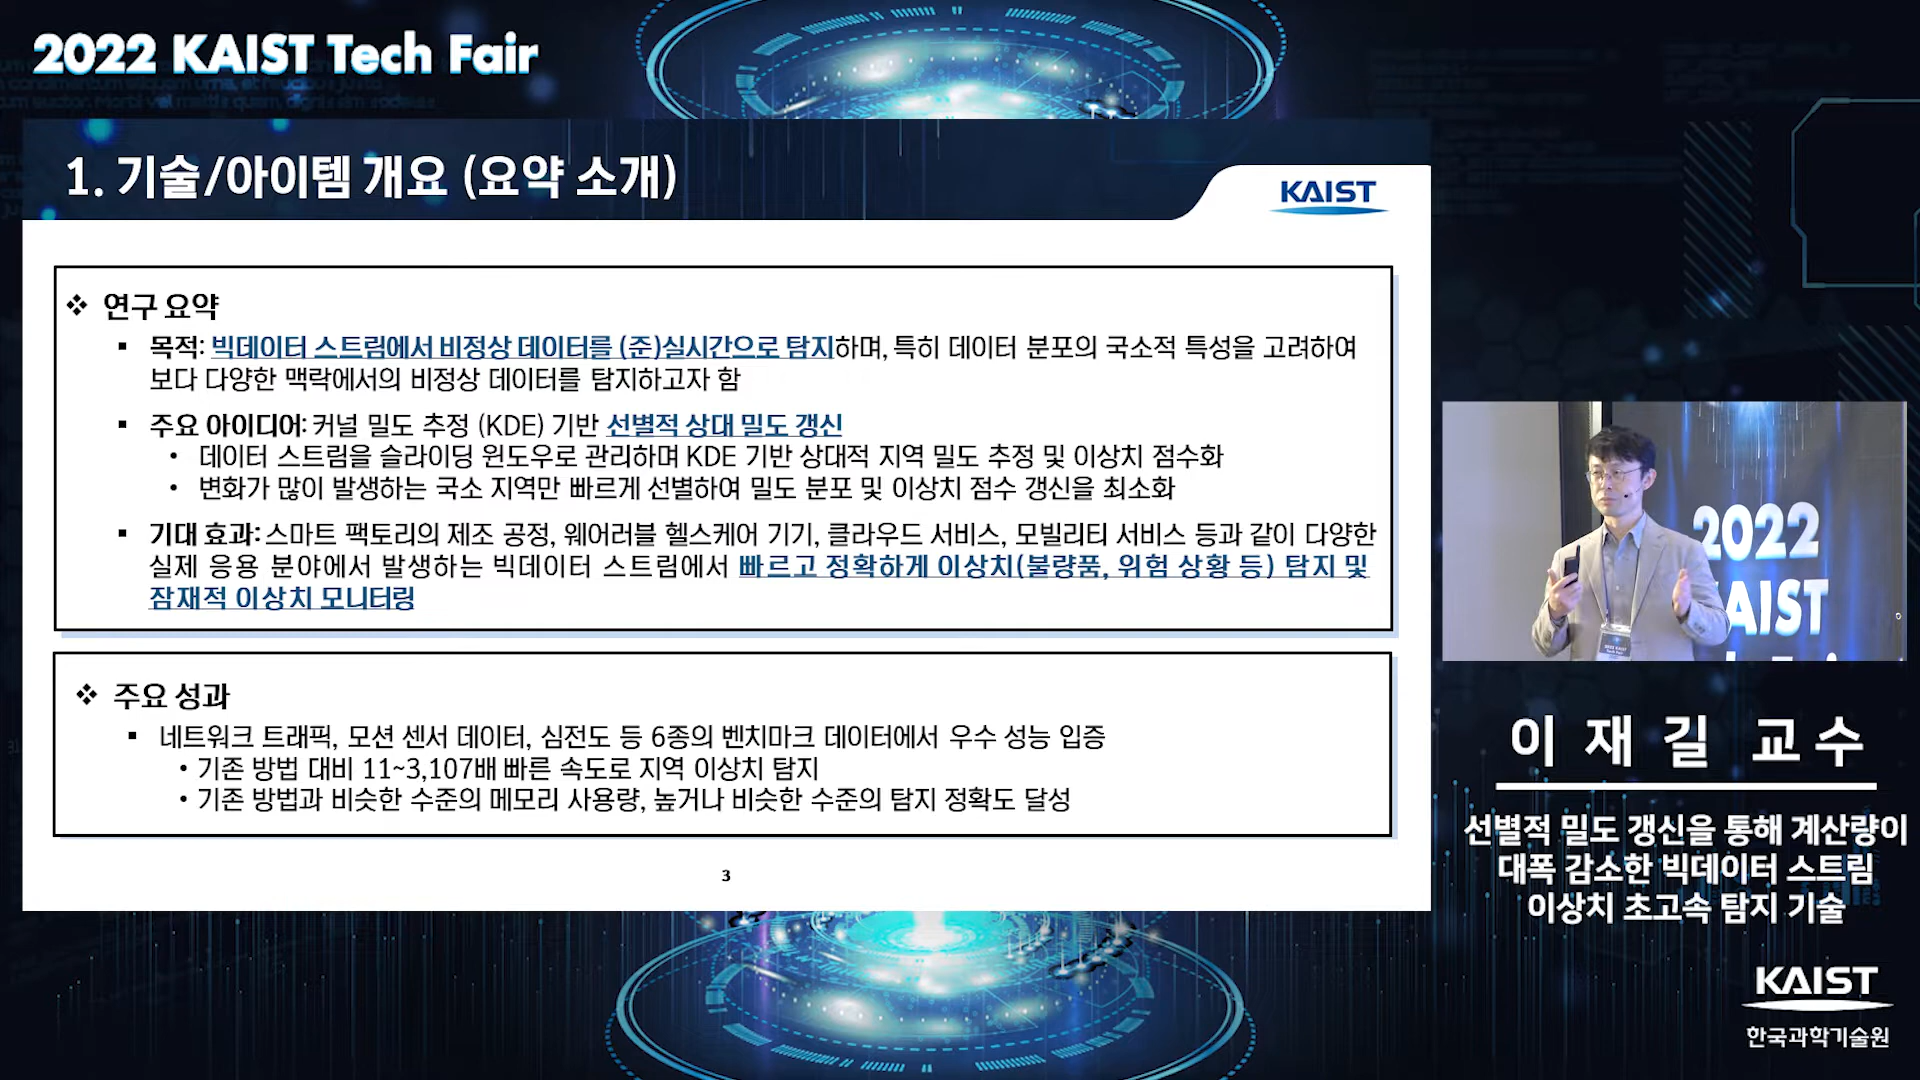 2022 KAIST Tech Fair
1. 기술/아이템 개요 (요약 소개)
KAIST
❖ 연구 요약
▪ 목적: 빅데이터 스트림에서 비정상 데이터를 (준)실시간으로 탐지하며, 특히 데이터 분포의 국소적 특성을 고려하여
보다 다양한 맥락에서의 비정상 데이터를 탐지하고자 함
▪ 주요 아이디어: 커널 밀도 추정 (KDE) 기반 선별적 상대 밀도 갱신
• 데이터 스트림을 슬라이딩 윈도우로 관리하며 KDE 기반 상대적 지역 밀도 추정 및 이상치 점수화
• 변화가 많이 발생하는 국소 지역만 빠르게 선별하여 밀도 분포 및 이상치 점수 갱신을 최소화
▪ 기대 효과: 스마트 팩토리의 제조 공정, 웨어러블 헬스케어 기기, 클라우드 서비스, 모빌리티 서비스 등과 같이 다양한
실제 응용 분야에서 발생하는 빅데이터 스트림에서 빠르고 정확하게 이상치(불량품, 위험 상황 등) 탐지 및
잠재적 이상치 모니터링
❖ 주요 성과
▪ 네트워크 트래픽, 모션 센서 데이터, 심전도 등 6종의 벤치마크 데이터에서 우수 성능 입증
• 기존 방법 대비 11~3,107배 빠른 속도로 지역 이상치 탐지
• 기존 방법과 비슷한 수준의 메모리 사용량, 높거나 비슷한 수준의 탐지 정확도 달성
3
2022
KAIST
이재길 교수
선별적 밀도 갱신을 통해 계산량이
대폭 감소한 빅데이터 스트림
이상치 초고속 탐지 기술
KAIST
한국과학기술원